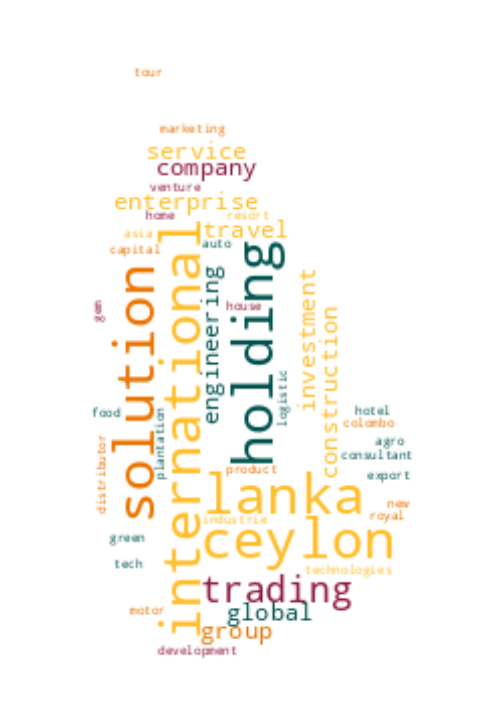 tour
marketing
service
company
venture
enterprise
home
resort
travel
asia
auto
capital
international
holding
solution
engineering
investment
gem
house
construction
logistic
food
plantation
hotel
colombo
distributor
agro
consultant
product
export
lanka
new
royal
industrie
ceylon
green
tech
technologies
trading
motor
global
group
development